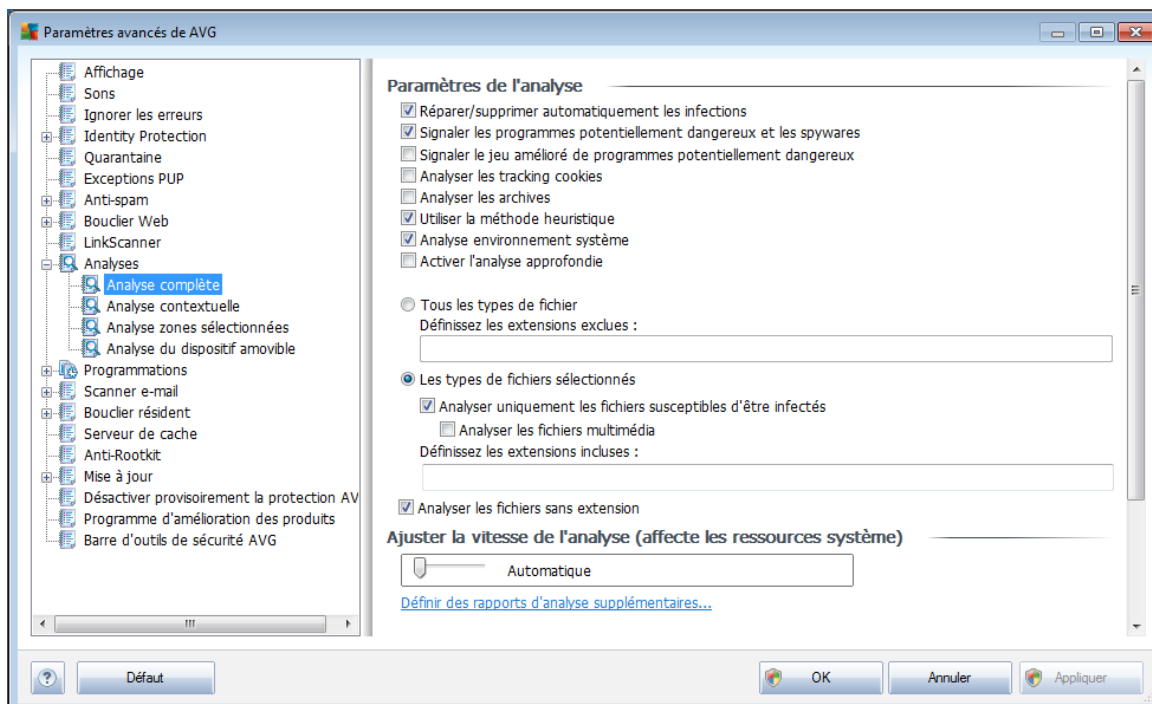 Paramètres avancés de AVG
Affichage
Sons
Ignorer les erreurs
Identity Protection
Quarantaine
Exceptions PUP
Anti-spam
Bouclier Web
LinkScanner
Analyses
Analyse complète
Analyse contextuelle
Analyse zones sélectionnées
Analyse du dispositif amovible
Programmations
Scanner e-mail
Bouclier résident
Serveur de cache
Anti-Rootkit
Mise à jour
Désactiver provisoirement la protection AV
Programme d'amélioration des produits
Barre d'outils de sécurité AVG
Paramètres de l'analyse
Réparer/supprimer automatiquement les infections
Signaler les programmes potentiellement dangereux et les spywares
Signaler le jeu amélioré de programmes potentiellement dangereux
Analyser les tracking cookies
Analyser les archives
Utiliser la méthode heuristique
Analyse environnement système
Activer l'analyse approfondie
Tous les types de fichier
Définissez les extensions exclues :
Les types de fichiers sélectionnés
Analyser uniquement les fichiers susceptibles d'être infectés
Analyser les fichiers multimédia
Définissez les extensions incluses :
Analyser les fichiers sans extension
Ajuster la vitesse de l'analyse (affecte les ressources système)
Automatique
Définir des rapports d'analyse supplémentaires...
? Défaut OK Annuler Appliquer